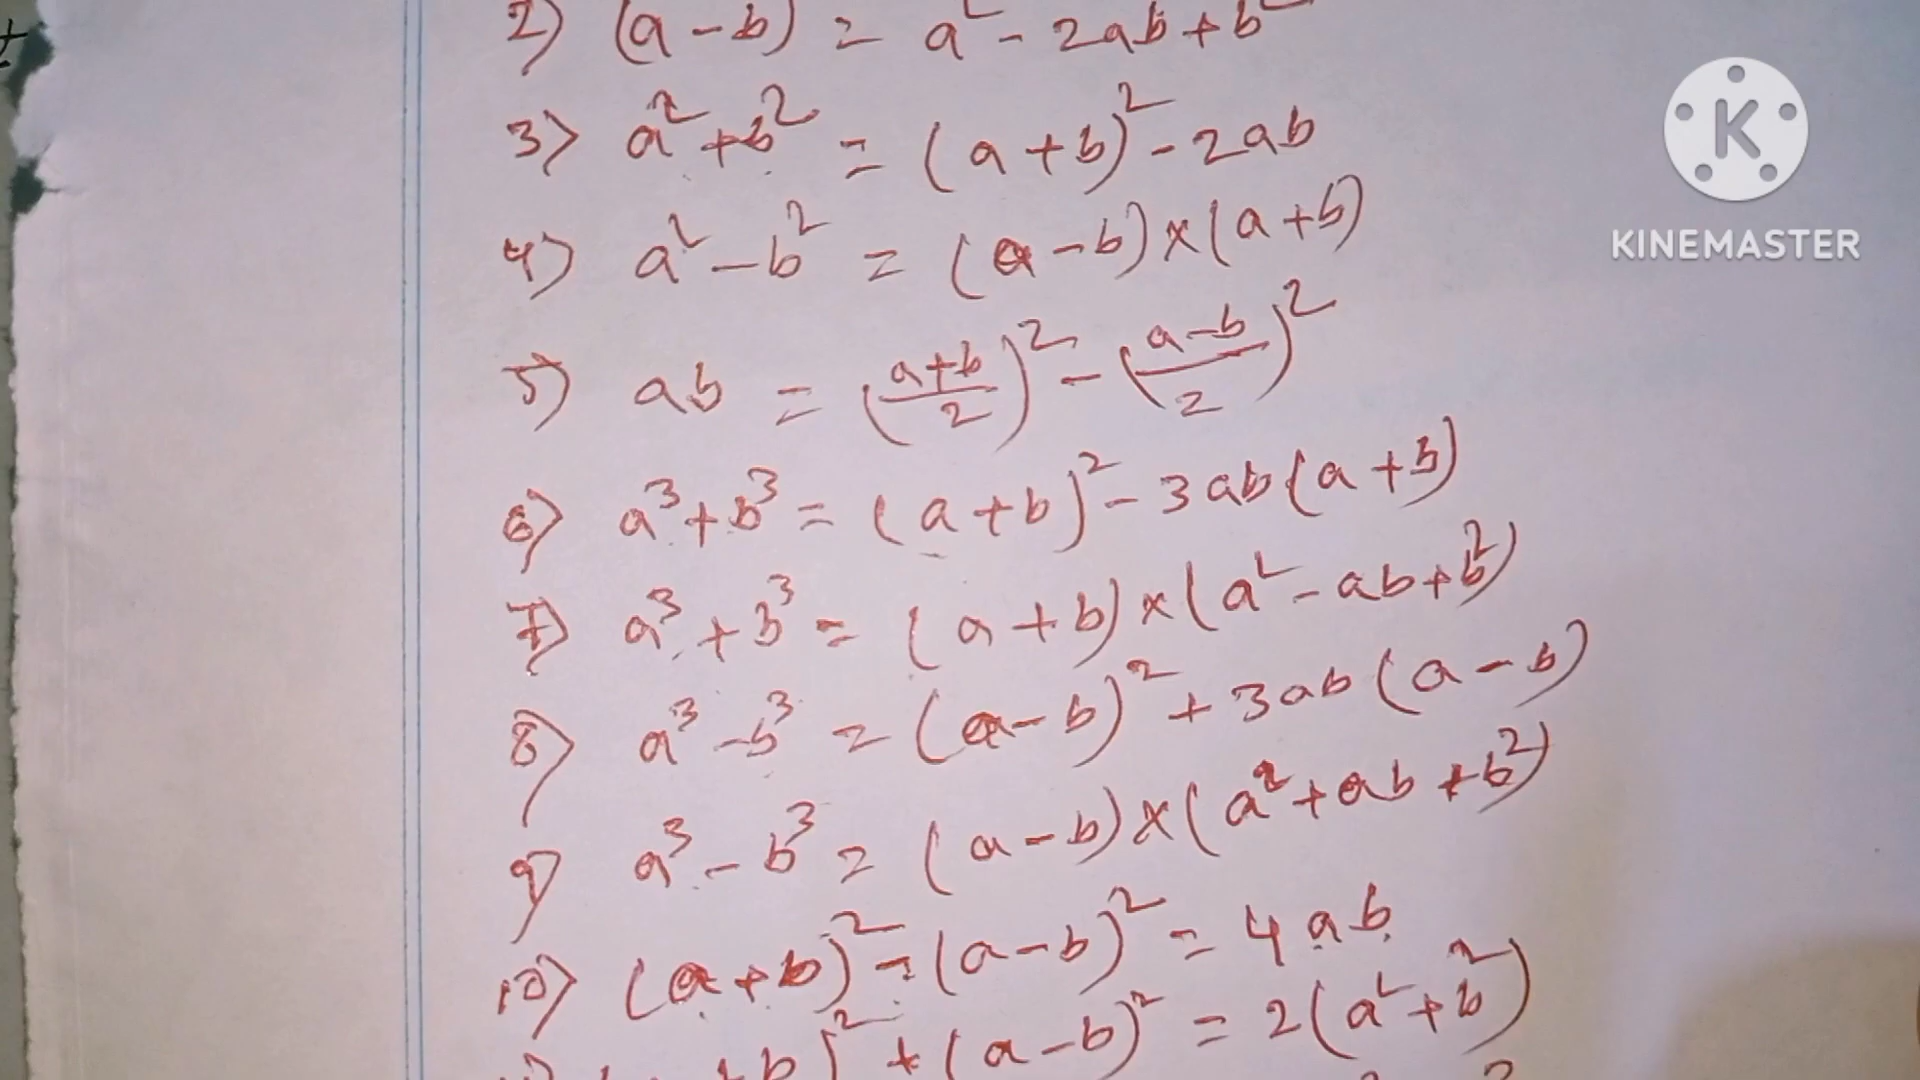 2) (a-b) = a² - 2ab + b²
3) a² + b² = (a+b)² - 2ab
4) a² - b² = (a-b) × (a+b)
5) ab = (a+b/2)² - (a-b/2)²
6) a³ + b³ = (a+b)² - 3ab(a+b)
7) a³ + b³ = (a+b) × (a² - ab + b²)
8) a³ - b³ = (a-b)² + 3ab(a-b)
9) a³ - b³ = (a-b) × (a² + ab + b²)
10) (a+b)² - (a-b)² = 4ab
+b)² + (a-b)² = 2(a² + b²)
K
KINEMASTER